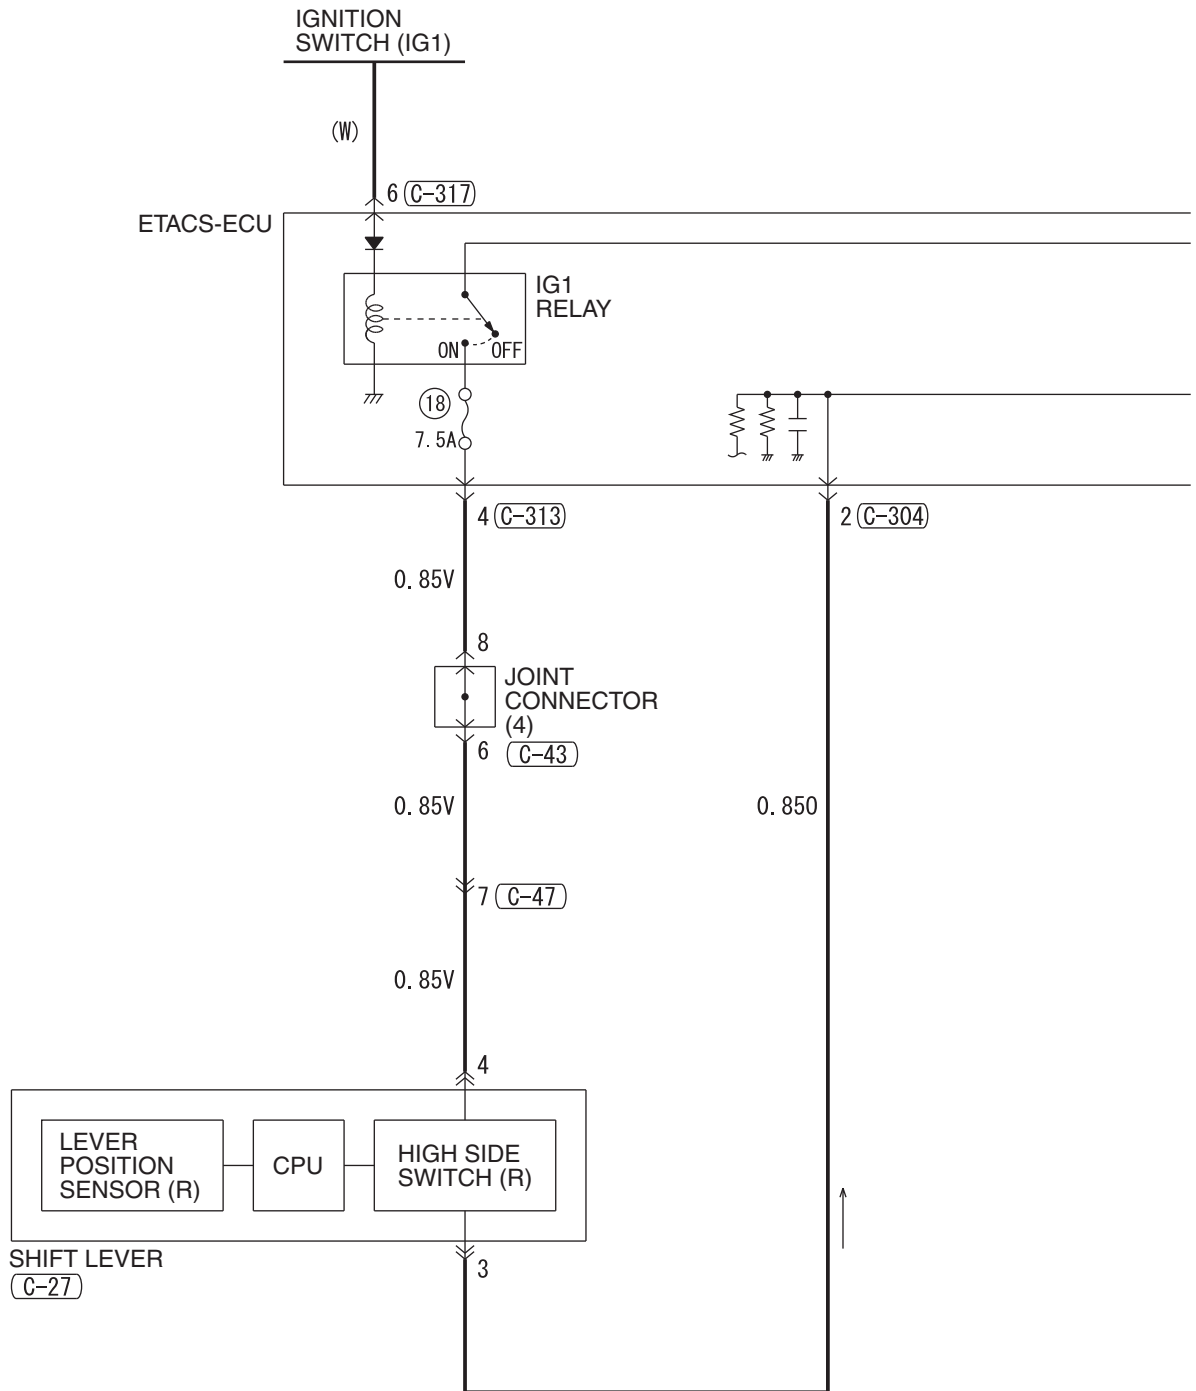 IGNITION
SWITCH (IG1)
(W)
6 C-317
ETACS-ECU
IG1
RELAY
ON OFF
18
7.5A
4 C-313
2 C-304
0.85V
8
JOINT
CONNECTOR
(4)
6 C-43
0.85V
0.85O
7 C-47
0.85V
4
LEVER
POSITION
SENSOR (R)
CPU
HIGH SIDE
SWITCH (R)
SHIFT LEVER
C-27
3